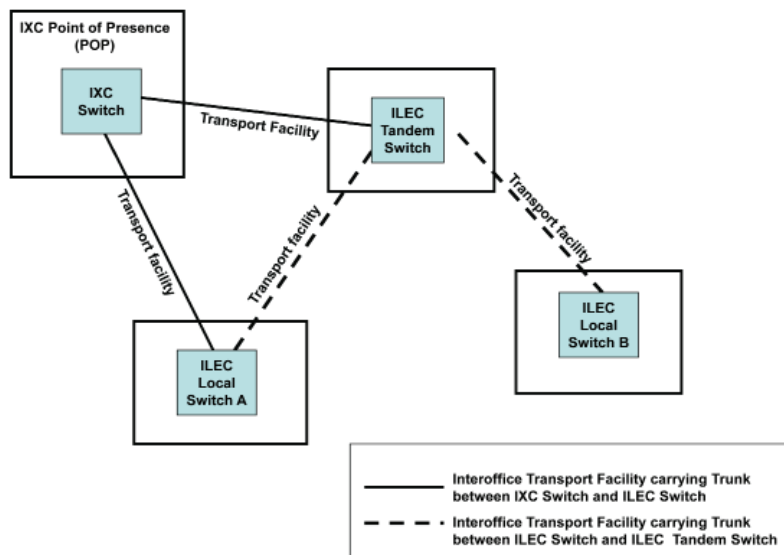 IXC Point of Presence
(POP)
IXC
Switch
Transport Facility
ILEC
Tandem
Switch
Transport facility
Transport facility
Transport facility
ILEC
Local
Switch A
ILEC
Local
Switch B
Interoffice Transport Facility carrying Trunk
between IXC Switch and ILEC Switch
Interoffice Transport Facility carrying Trunk
between ILEC Switch and ILEC Tandem Switch